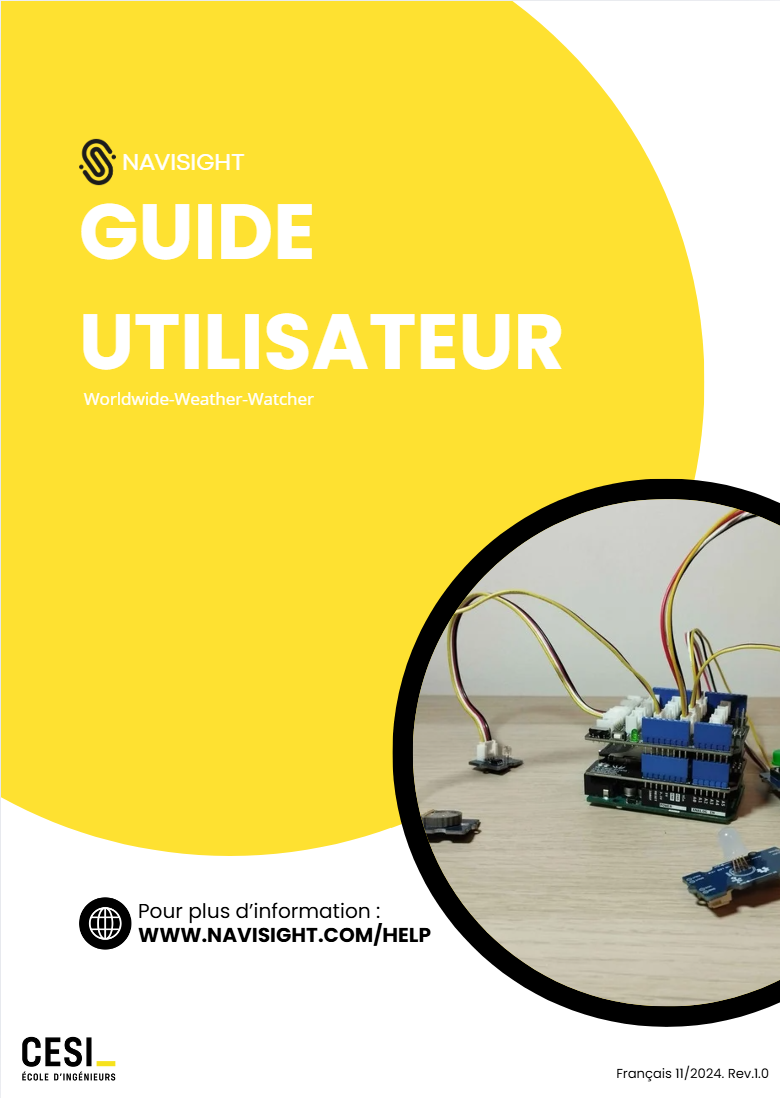 NAVISIGHT
GUIDE
UTILISATEUR
Worldwide-Weather-Watcher
Pour plus d’information :
WWW.NAVISIGHT.COM/HELP
CESI_
ÉCOLE D'INGÉNIEURS
Français 11/2024. Rev.1.0